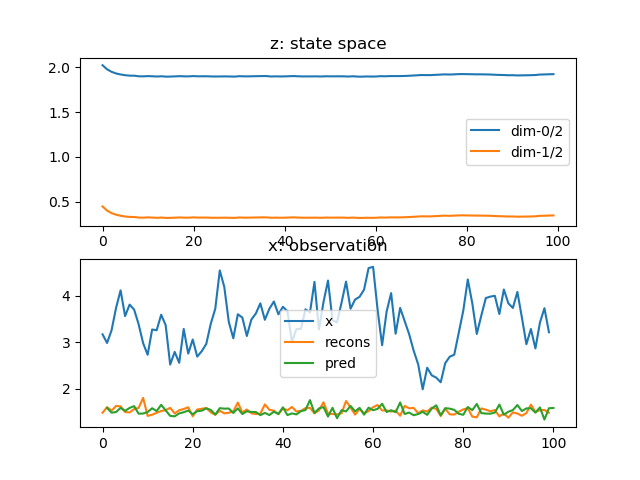 z: state space
2.0
1.5
1.0
0.5
dim-0/2
dim-1/2
0 20 40 60 80 100
x: observation
4
3
2
x
recons
pred
0 20 40 60 80 100